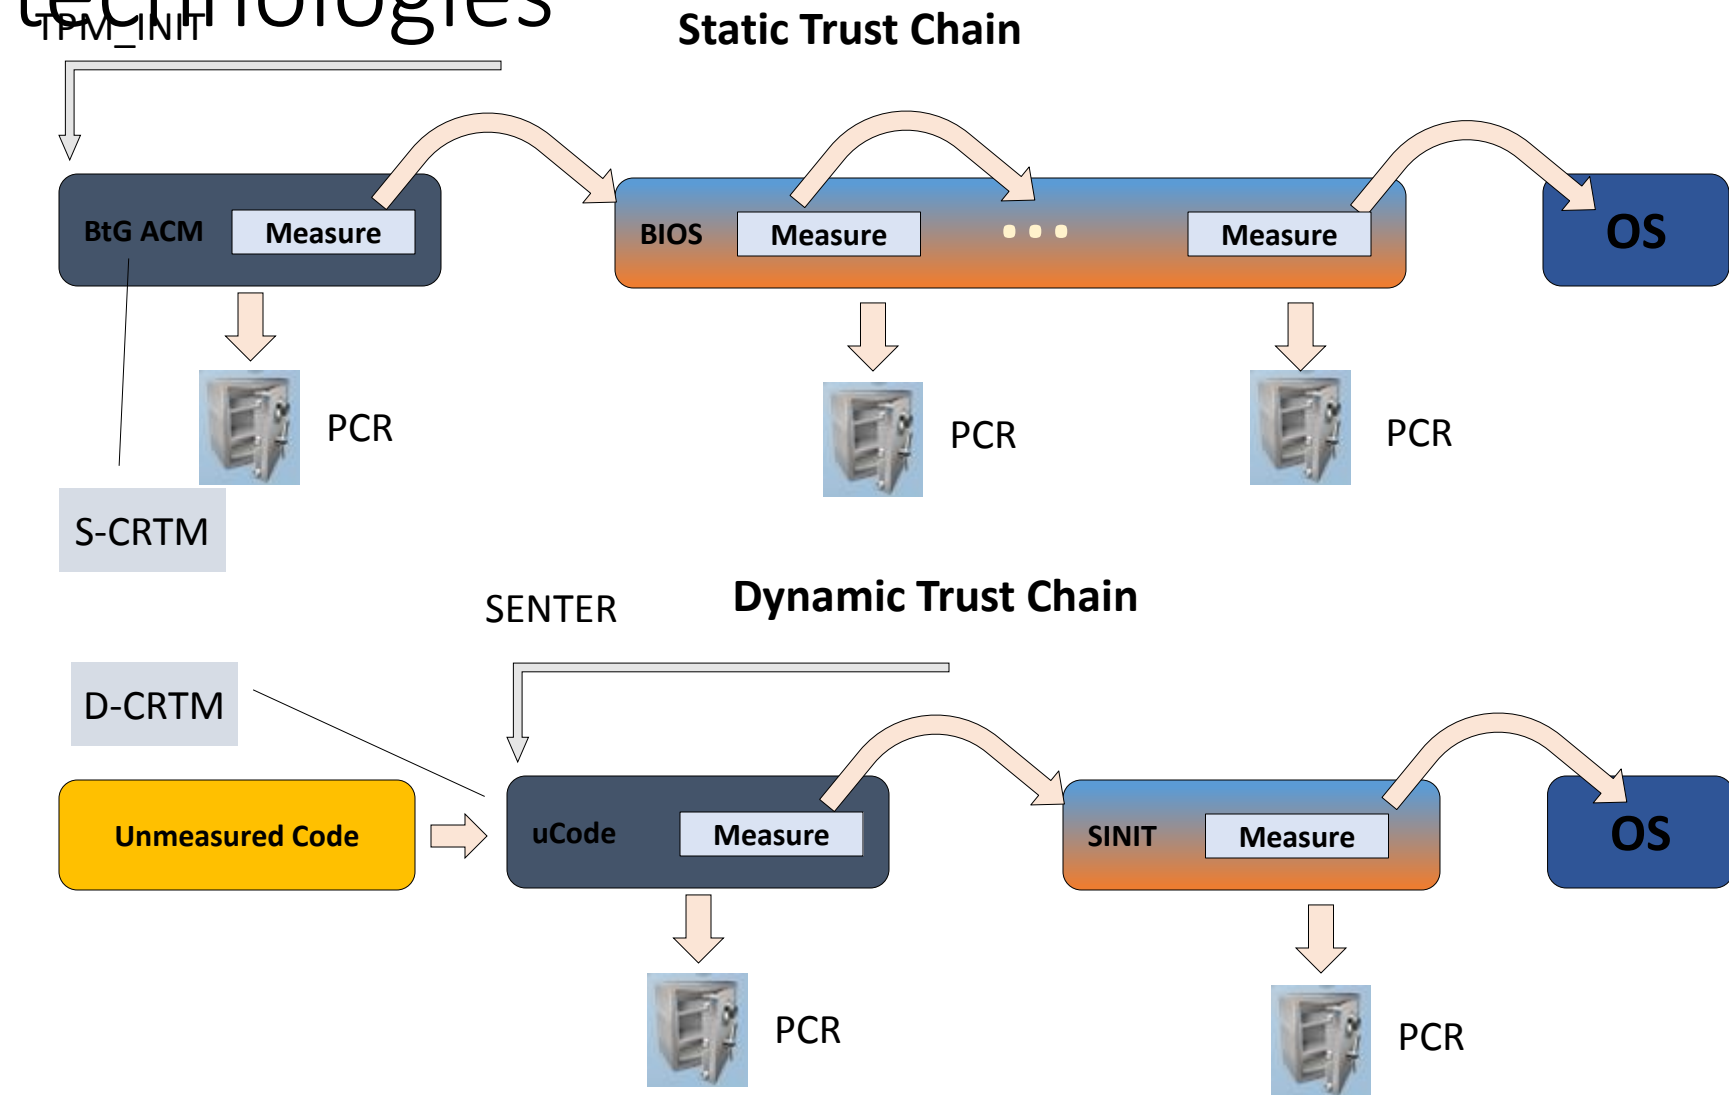 technologies
TPM_INIT
Static Trust Chain
BtG ACM
Measure
BIOS
Measure
...
Measure
OS
PCR
PCR
PCR
S-CRTM
SENTER
Dynamic Trust Chain
D-CRTM
Unmeasured Code
uCode
Measure
SINIT
Measure
OS
PCR
PCR